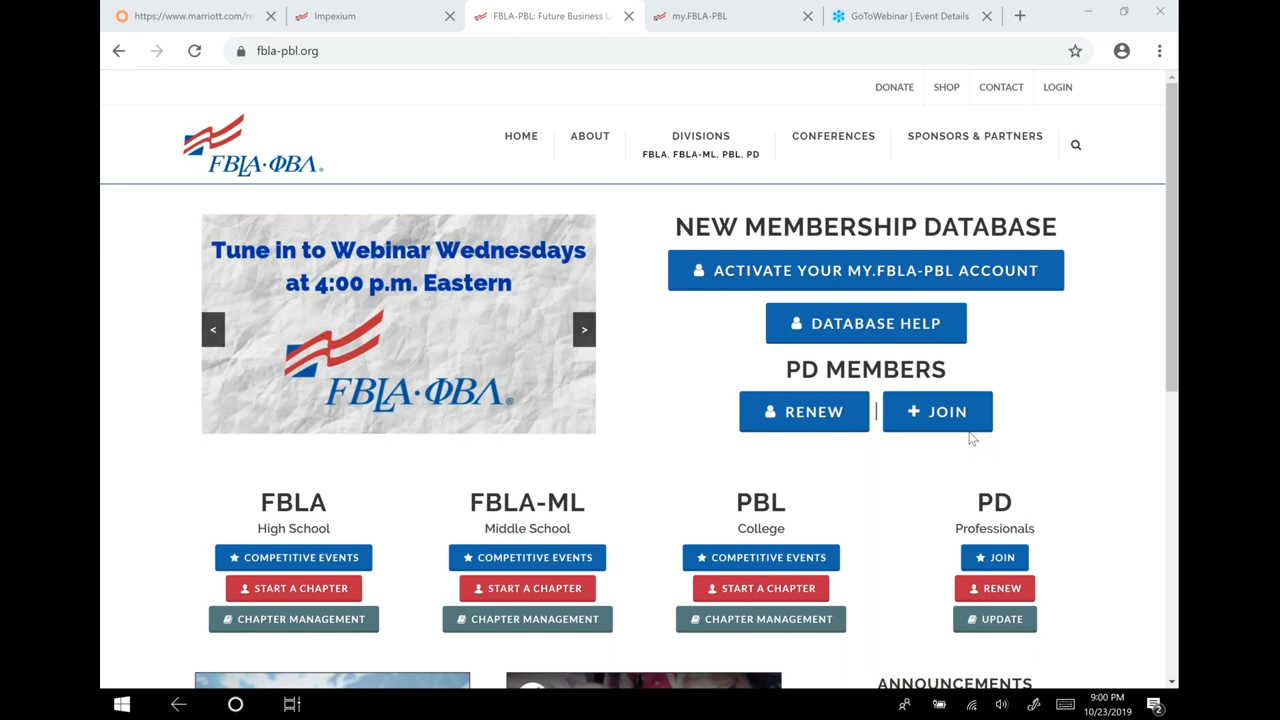 https://www.marriott.com/re
Impexium
FBLA-PBL: Future Business L
my.FBLA-PBL
GoToWebinar | Event Details
fbla-pbl.org
DONATE SHOP CONTACT LOGIN
FBLA·ΦBΛ®
HOME ABOUT DIVISIONS CONFERENCES SPONSORS & PARTNERS
FBLA, FBLA-ML, PBL, PD
Tune in to Webinar Wednesdays
at 4:00 p.m. Eastern
< >
FBLA·ΦBΛ®
NEW MEMBERSHIP DATABASE
ACTIVATE YOUR MY.FBLA-PBL ACCOUNT
DATABASE HELP
PD MEMBERS
RENEW | JOIN
FBLA
High School
COMPETITIVE EVENTS
START A CHAPTER
CHAPTER MANAGEMENT
FBLA-ML
Middle School
COMPETITIVE EVENTS
START A CHAPTER
CHAPTER MANAGEMENT
PBL
College
COMPETITIVE EVENTS
START A CHAPTER
CHAPTER MANAGEMENT
PD
Professionals
JOIN
RENEW
UPDATE
ANNOUNCEMENTS
9:00 PM
10/23/2019
2